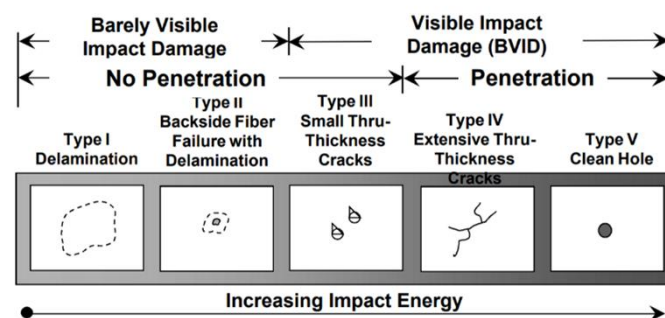 Barely Visible
Impact Damage
Visible Impact
Damage (BVID)
No Penetration
Penetration
Type I
Delamination
Type II
Backside Fiber
Failure with
Delamination
Type III
Small Thru-
Thickness
Cracks
Type IV
Extensive Thru-
Thickness
Cracks
Type V
Clean Hole
Increasing Impact Energy